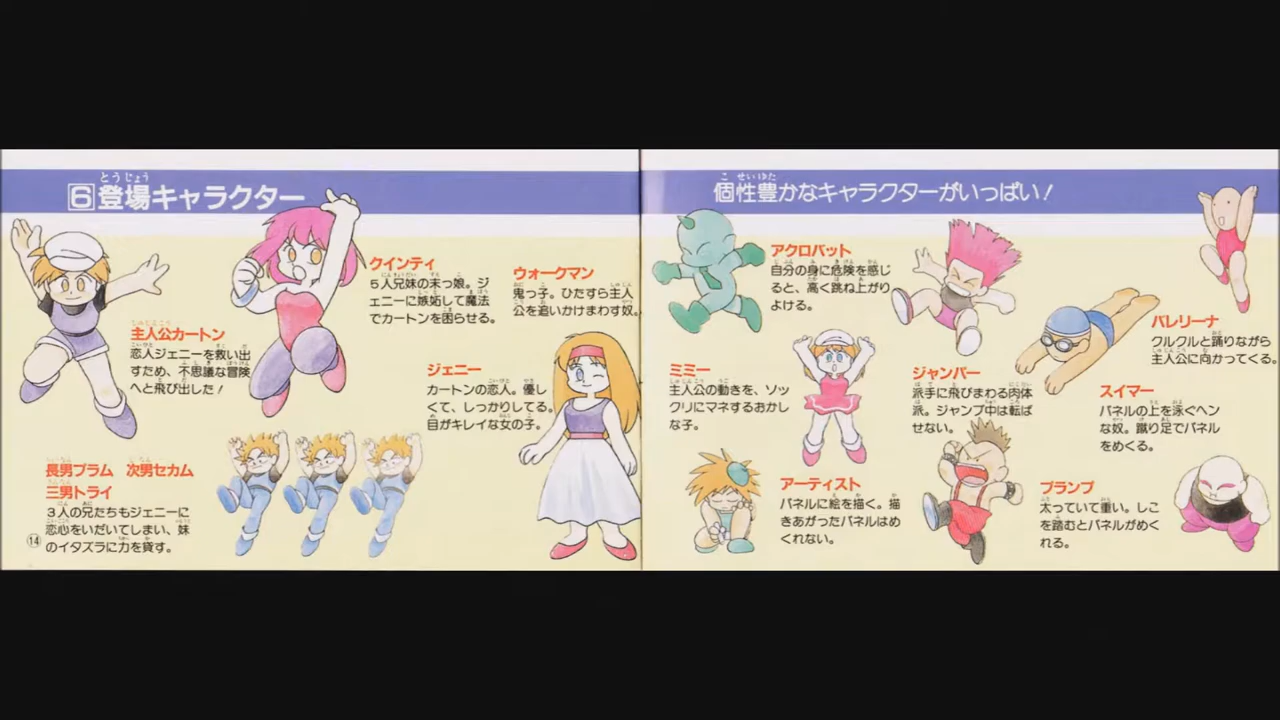 6 登場キャラクター
とうじょう
主人公カートン
恋人ジェニーを救い出
すため、不思議な冒険
へと飛び出した！
クインティ
5人兄妹の末っ娘。ジ
ェニーに嫉妬して魔法
でカートンを困らせる。
ウォークマン
鬼っ子。ひたすら主人
公を追いかけまわす奴。
ジェニー
カートンの恋人。優し
くて、しっかりしてる。
目がキレイな女の子。
長男プラム 次男セカム
三男トライ
3人の兄たちもジェニーに
恋心をいだいてしまい、妹
のイタズラに力を貸す。
14
個性豊かなキャラクターがいっぱい！
こせいゆた
アクロバット
自分の身に危険を感じ
ると、高く跳ね上がり
よける。
ミミー
主人公の動きを、ソッ
クリにマネするおかし
な子。
アーティスト
パネルに絵を描く。描
きあがったパネルはめ
くれない。
ジャンパー
派手に飛びまわる肉体
派。ジャンプ中は転ば
せない。
バレリーナ
クルクルと踊りながら
主人公に向かってくる。
スイマー
パネルの上を泳ぐヘン
な奴。蹴り足でパネル
をめくる。
プランプ
太っていて重い。しこ
を踏むとパネルがめく
れる。